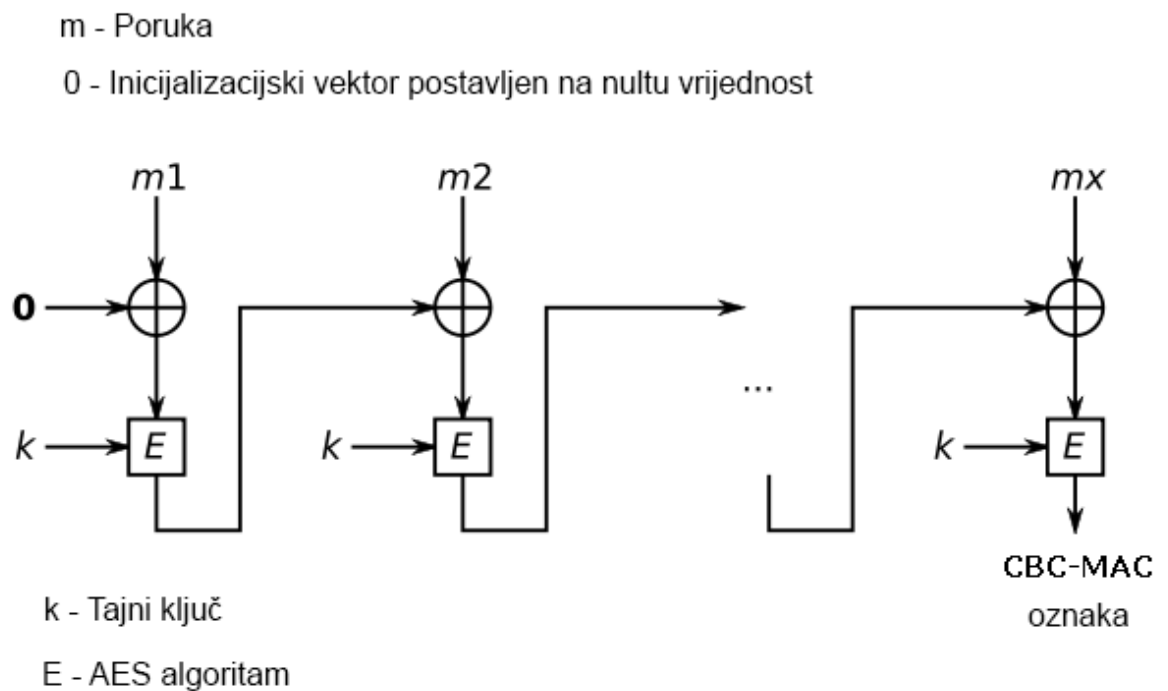 m - Poruka
0 - Inicijalizacijski vektor postavljen na nultu vrijednost
m1 m2 mx
0
...
k E k E k E
CBC-MAC
oznaka
k - Tajni ključ
E - AES algoritam